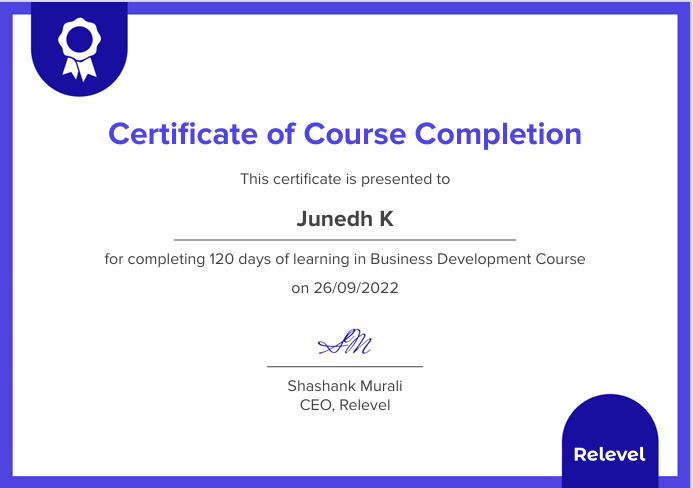 Certificate of Course Completion
This certificate is presented to
Junedh K
for completing 120 days of learning in Business Development Course
on 26/09/2022
SM
Shashank Murali
CEO, Relevel
Relevel